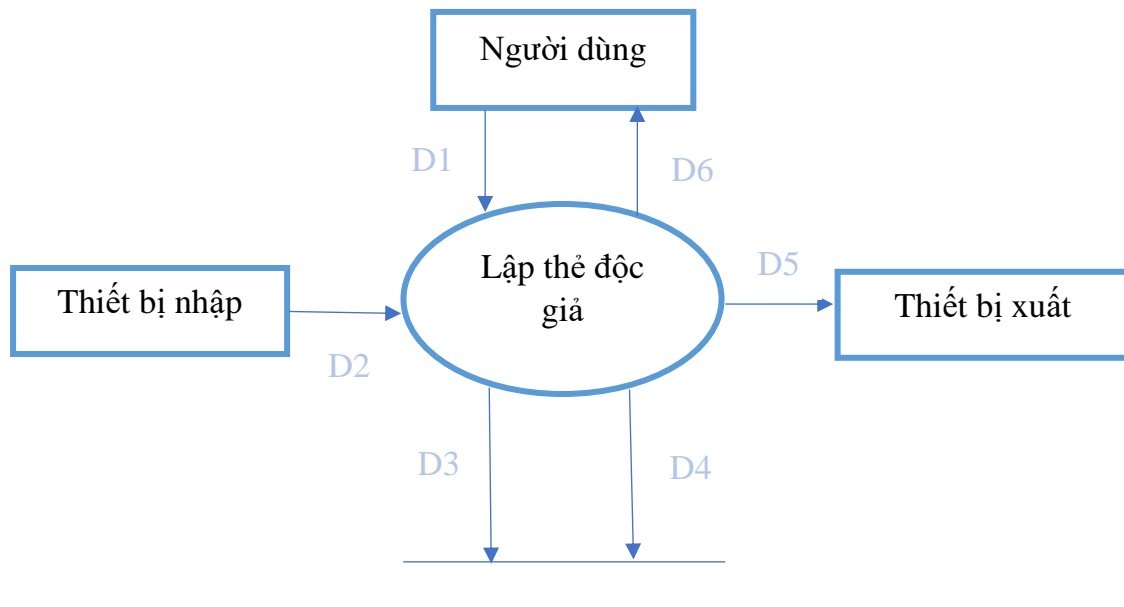 Người dùng
D1
D6
Lập thẻ độc
giả
D5
Thiết bị nhập
Thiết bị xuất
D2
D3
D4